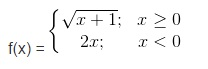 f(x) = { √(x + 1);  x ≥ 0
2x;  x < 0